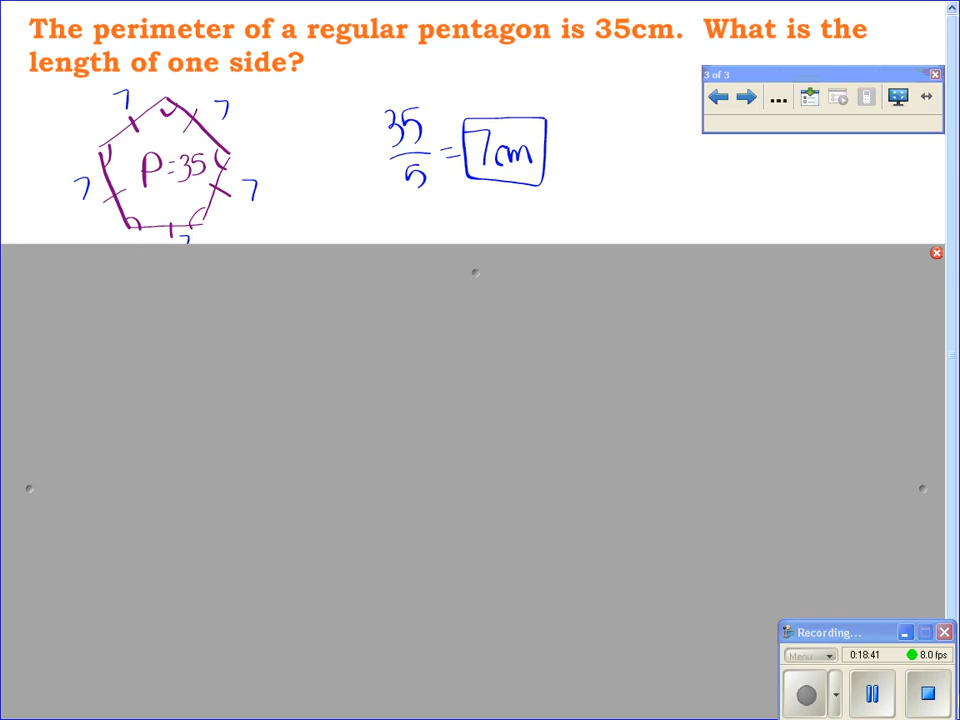 The perimeter of a regular pentagon is 35cm. What is the
length of one side?
3 of 3
7 7
P=35
7 7
7
35
5
= 7cm
Recording...
Menu
0:18:41
8.0 fps